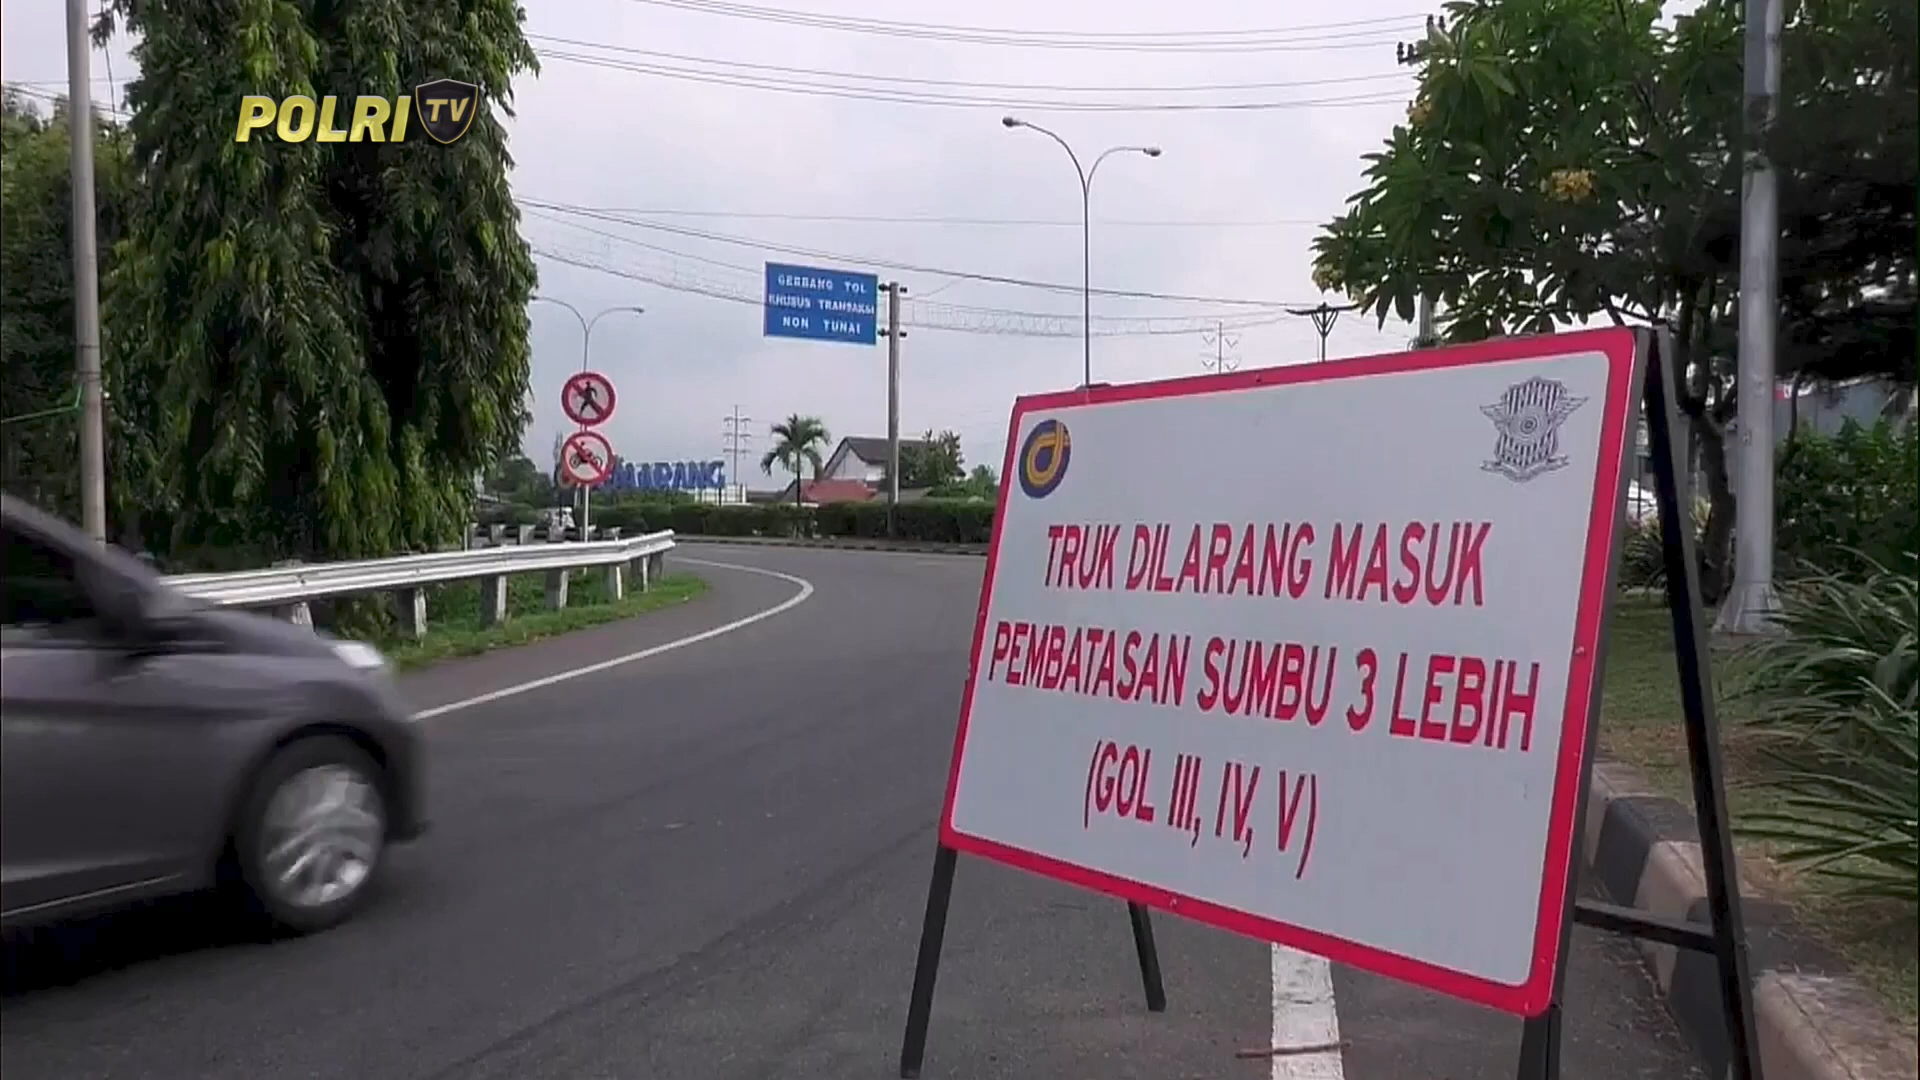 POLRI TV
GERBANG TOL
KHUSUS TRANSAKSI
NON TUNAI
TRUK DILARANG MASUK
PEMBATASAN SUMBU 3 LEBIH
(GOL III, IV, V)